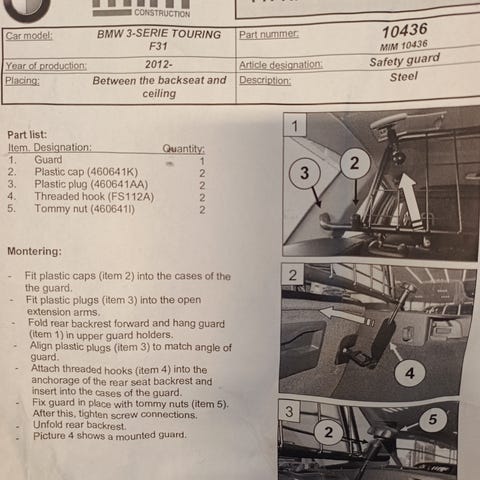 CONSTRUCTION
Car model: BMW 3-SERIE TOURING F31
Part nummer: 10436
MIM 10436
Year of production: 2012-
Article designation: Safety guard
Placing: Between the backseat and ceiling
Description: Steel
Part list:
Item. Designation: Quantity:
1. Guard 1
2. Plastic cap (460641K) 2
3. Plastic plug (460641AA) 2
4. Threaded hook (FS112A) 2
5. Tommy nut (460641I) 2
Montering:
- Fit plastic caps (item 2) into the cases of the
the guard.
- Fit plastic plugs (item 3) into the open
extension arms.
- Fold rear backrest forward and hang guard
(item 1) in upper guard holders.
- Align plastic plugs (item 3) to match angle of
guard.
- Attach threaded hooks (item 4) into the
anchorage of the rear seat backrest and
insert into the cases of the guard.
- Fix guard in place with tommy nuts (item 5).
After this, tighten screw connections.
- Unfold rear backrest.
- Picture 4 shows a mounted guard.
1
3
2
2
4
3
2
5